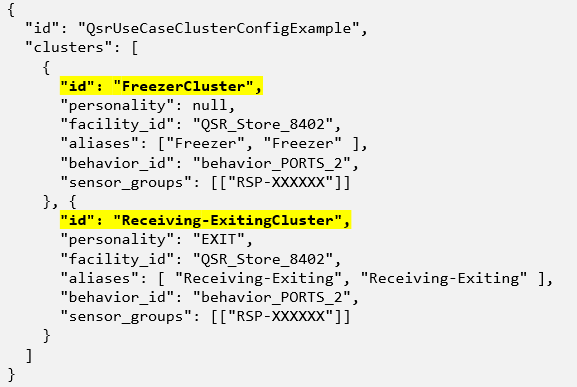 {
  "id": "QsrUseCaseClusterConfigExample",
  "clusters": [
    {
      "id": "FreezerCluster",
      "personality": null,
      "facility_id": "QSR_Store_8402",
      "aliases": ["Freezer", "Freezer" ],
      "behavior_id": "behavior_PORTS_2",
      "sensor_groups": [["RSP-XXXXXX"]]
    }, {
      "id": "Receiving-ExitingCluster",
      "personality": "EXIT",
      "facility_id": "QSR_Store_8402",
      "aliases": [ "Receiving-Exiting", "Receiving-Exiting" ],
      "behavior_id": "behavior_PORTS_2",
      "sensor_groups": [["RSP-XXXXXX"]]
    }
  ]
}